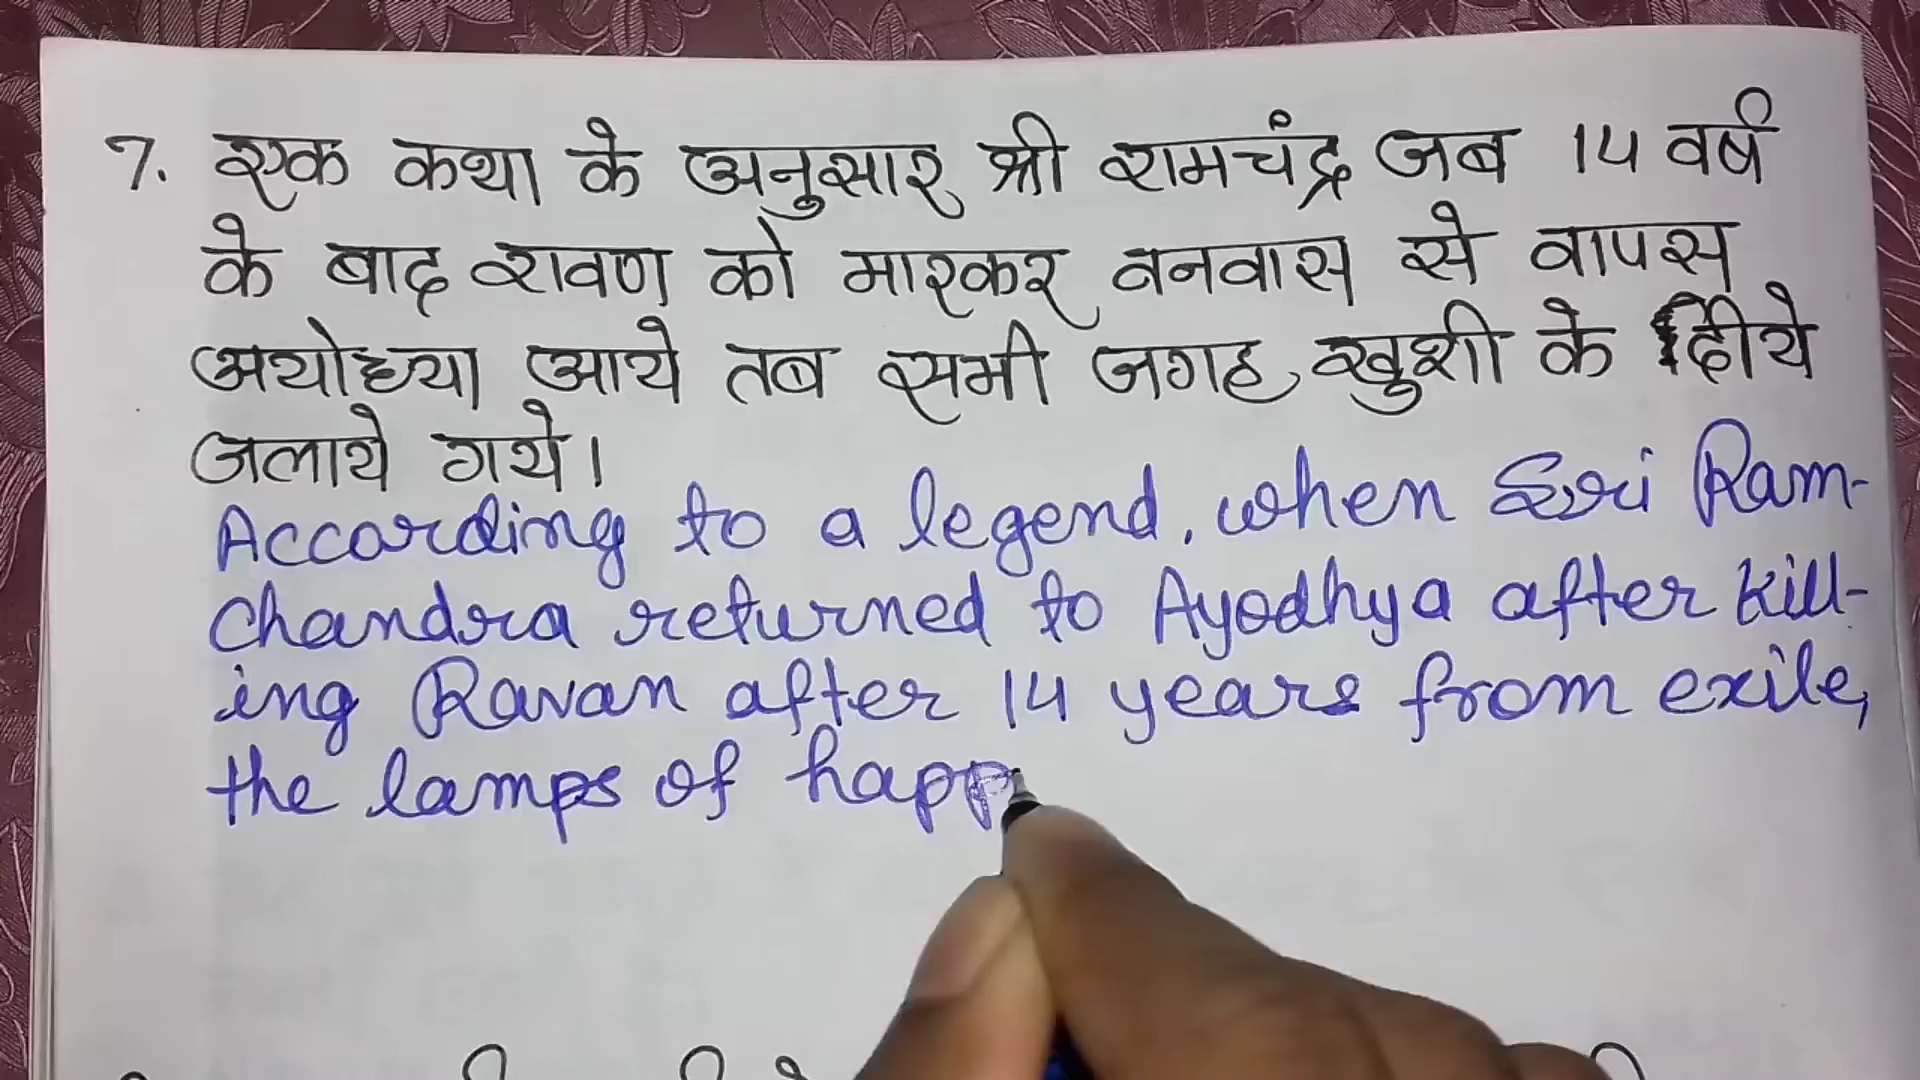 7. एक कथा के अनुसार श्री रामचंद्र जब 14 वर्ष
के बाद रावण को मारकर वनवास से वापस
अयोध्या आये तब सभी जगह खुशी के दीये
जलाये गये।
According to a legend, when Sri Ram-
chandra returned to Ayodhya after kill-
ing Ravan after 14 years from exile,
the lamps of happ